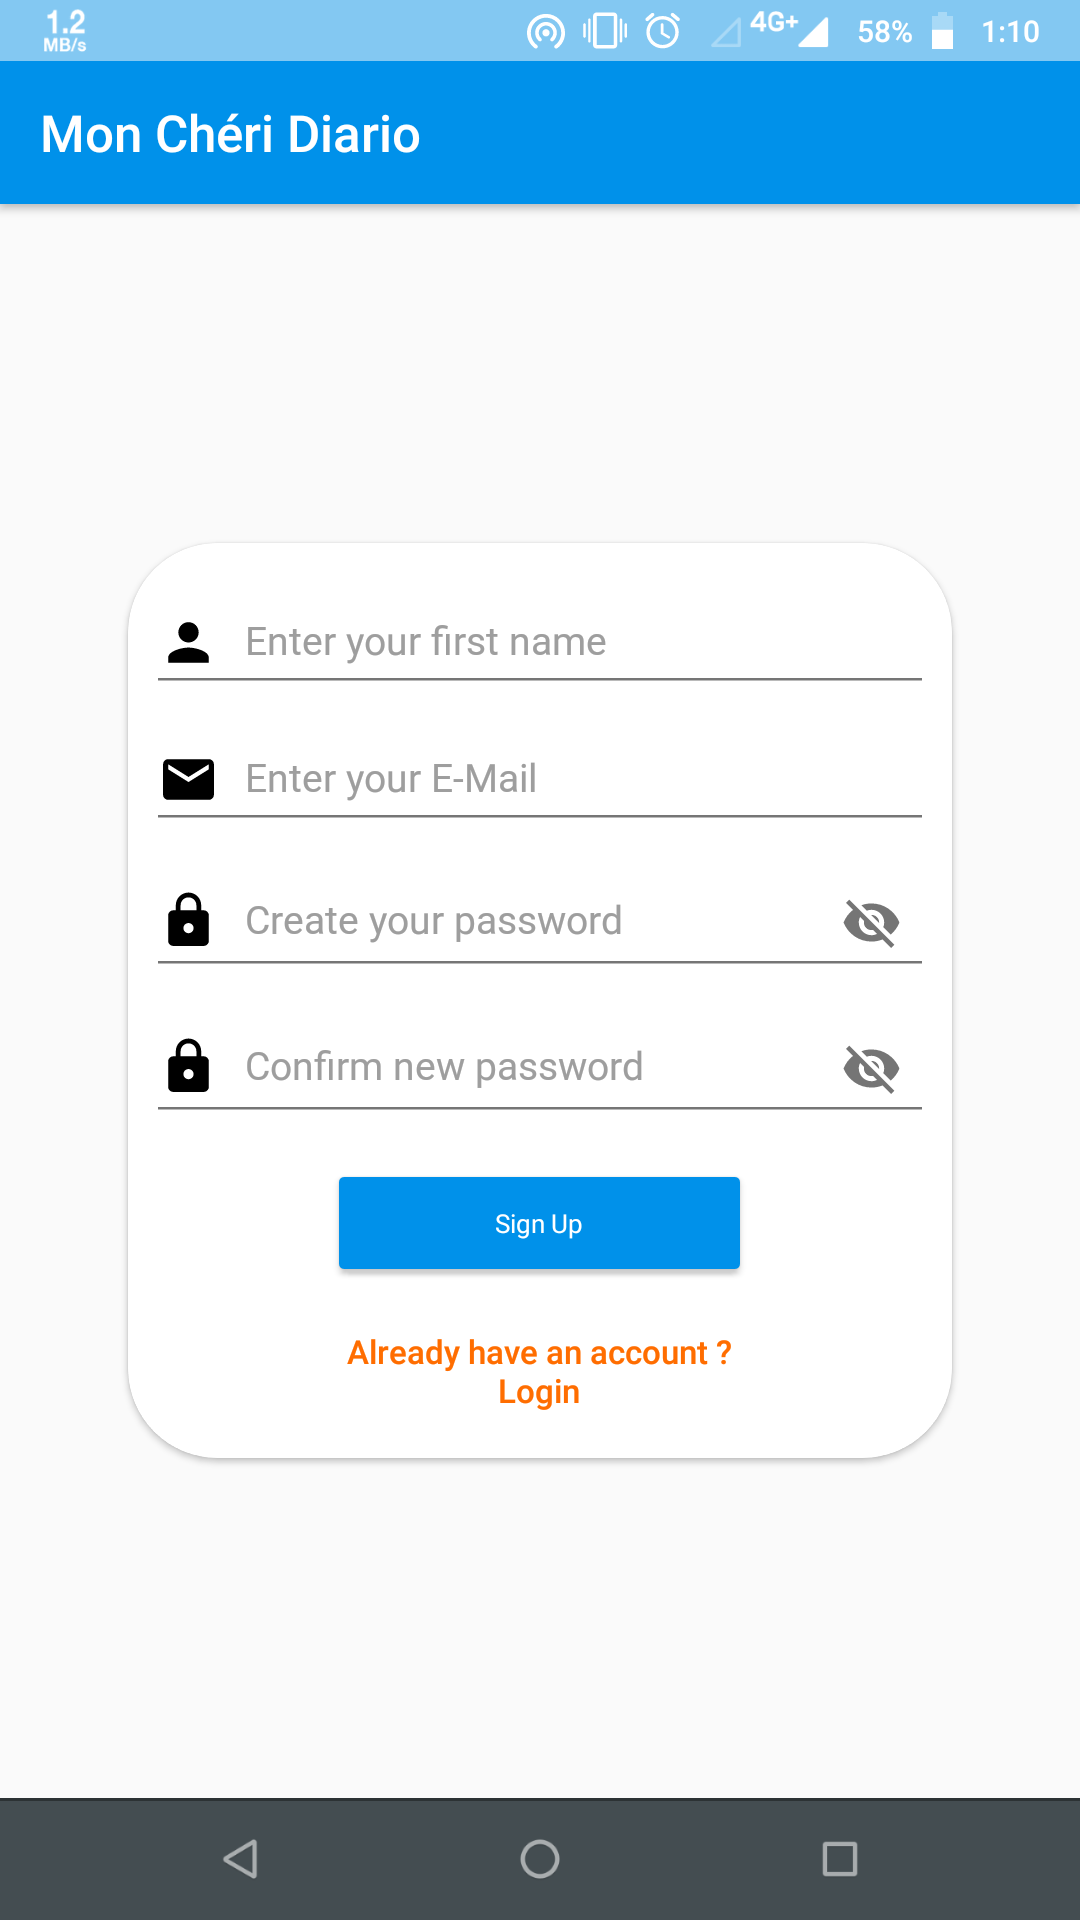 1.2
MB/s
4G+ 58% 1:10
Mon Chéri Diario
Enter your first name
Enter your E-Mail
Create your password
Confirm new password
Sign Up
Already have an account ?
Login